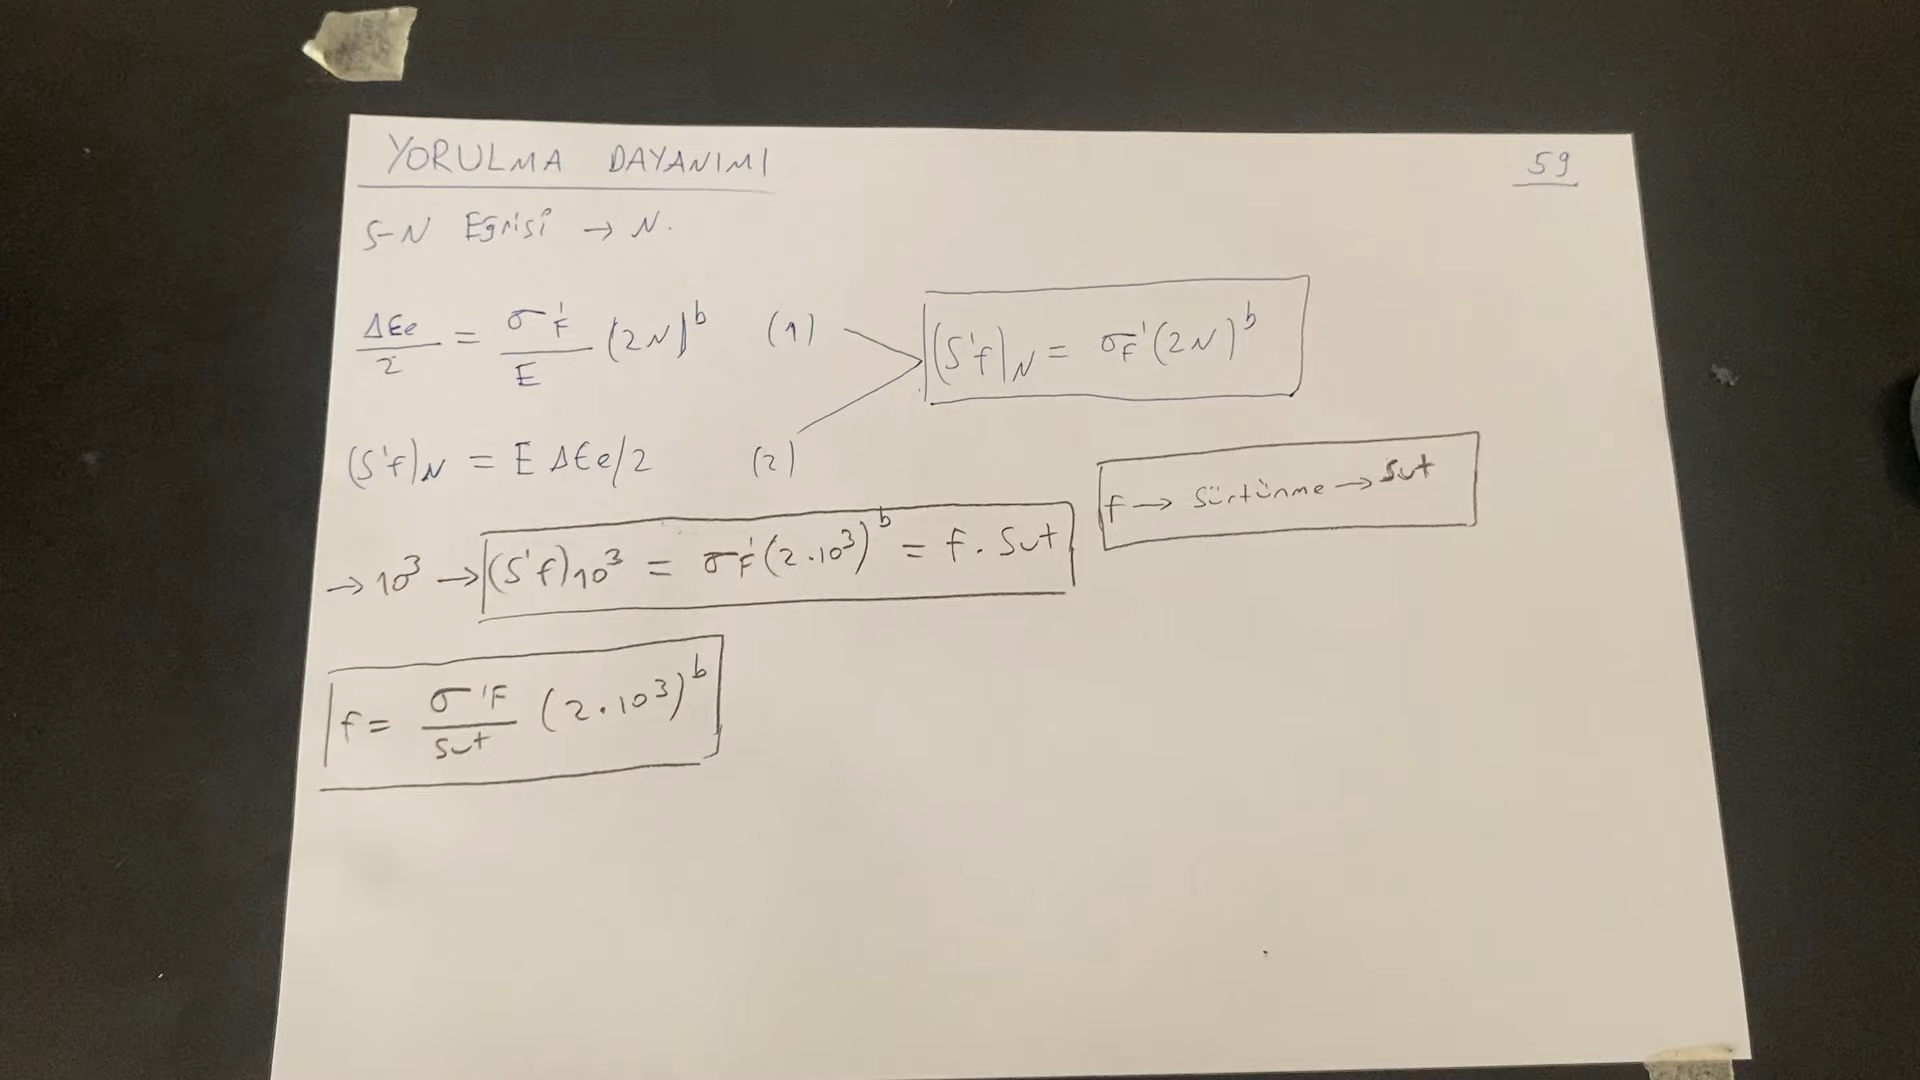 YORULMA DAYANIMI
59
S-N Eğrisi → N.
Δεe/2 = σ'F/E (2N)^b (1)
(S'f)N = σF'(2N)^b
(S'f)N = E Δεe/2 (2)
f → Sürtünme → Sut
→ 10³ → (S'f)10³ = σ'F(2.10³)^b = f. Sut
f = σ'F/Sut (2.10³)^b